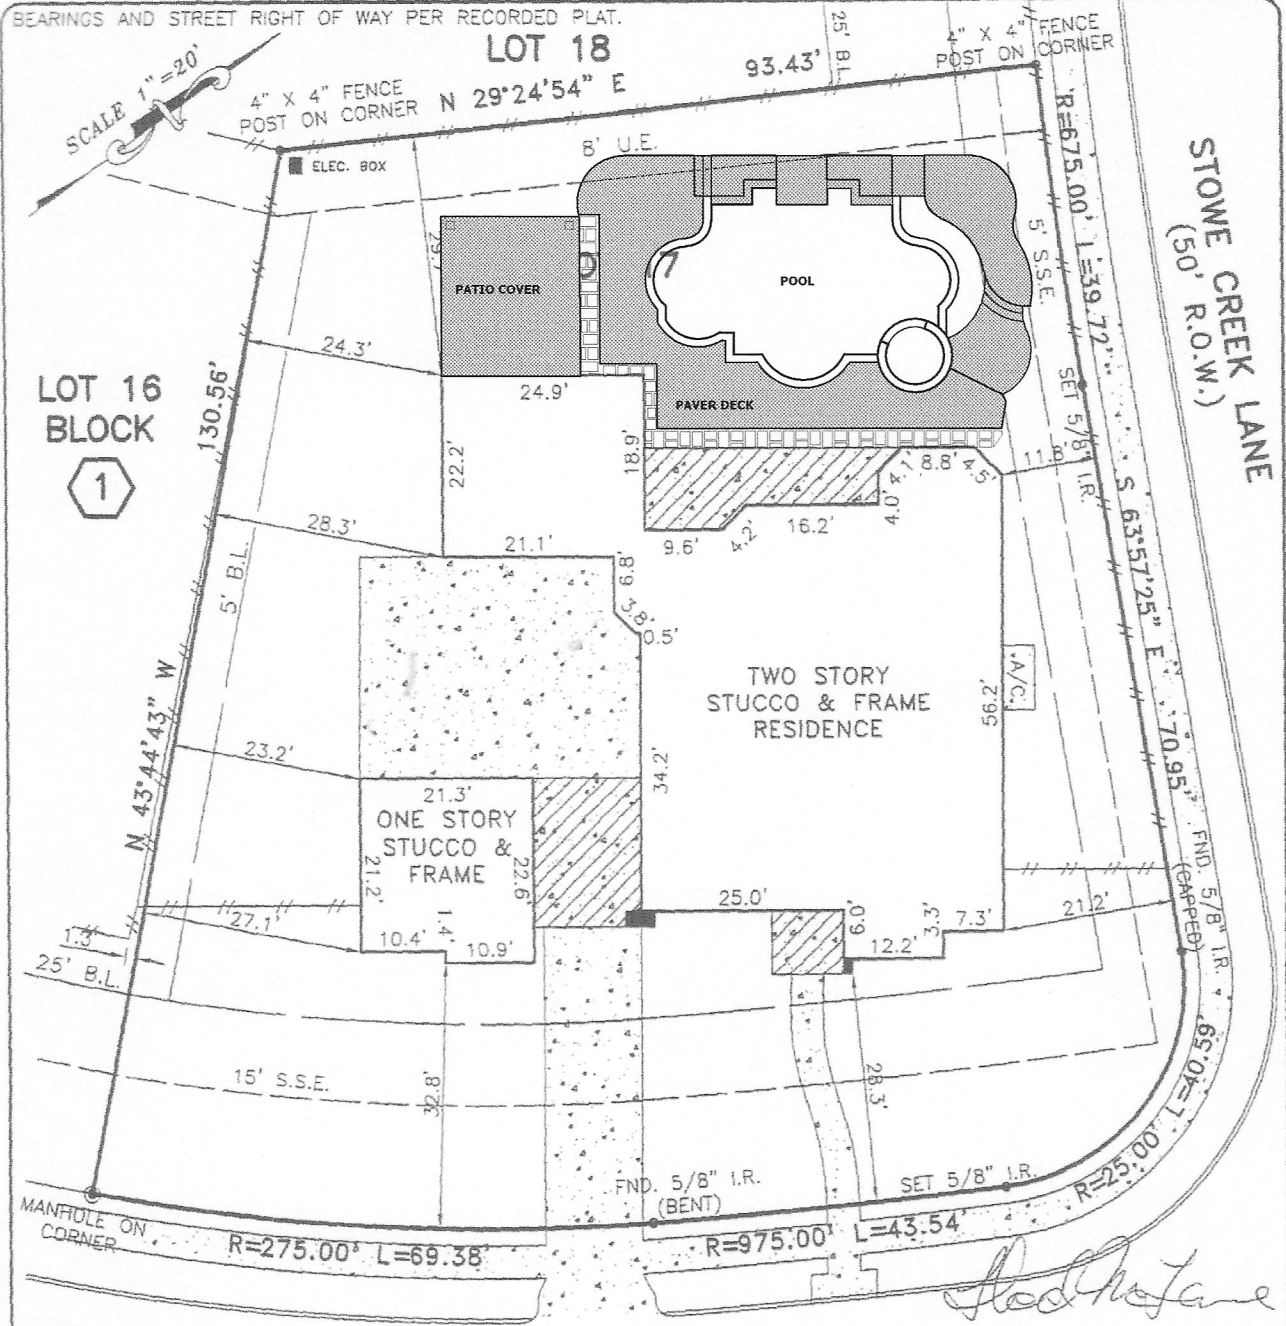 BEARINGS AND STREET RIGHT OF WAY PER RECORDED PLAT.
LOT 18
SCALE 1"=20'
4" X 4" FENCE
POST ON CORNER
N 29°24'54" E
93.43'
25' B.L.
4" X 4" FENCE
POST ON CORNER
ELEC. BOX
8' U.E.
R=675.00' L=39.72'
5' S.S.E.
STOWE CREEK LANE
(50' R.O.W.)
PATIO COVER
7
POOL
PAVER DECK
24.3'
24.9'
LOT 16
BLOCK
1
130.56'
N 43°44'43" W
22.2'
18.9'
SET 5/8" I.R.
11.8'
4.1'
8.8'
4.5'
4.0'
16.2'
4.2'
9.6'
28.3'
21.1'
6.8'
3.8'
0.5'
5' B.L.
S 63°57'25" E 70.95'
TWO STORY
STUCCO & FRAME
RESIDENCE
A/C
56.2'
23.2'
34.2'
21.3'
ONE STORY
STUCCO &
FRAME
21.2'
22.6'
FND. 5/8" I.R.
(CAPPED)
25.0'
27.1'
1.3'
10.4'
1.4'
10.9'
12.2'
3.3'
7.3'
21.2'
25' B.L.
15' S.S.E.
32.8'
28.3'
FND. 5/8" I.R.
(BENT)
SET 5/8" I.R.
R=25.00' L=40.59'
MANHOLE ON
CORNER
R=275.00' L=69.38'
R=975.00' L=43.54'